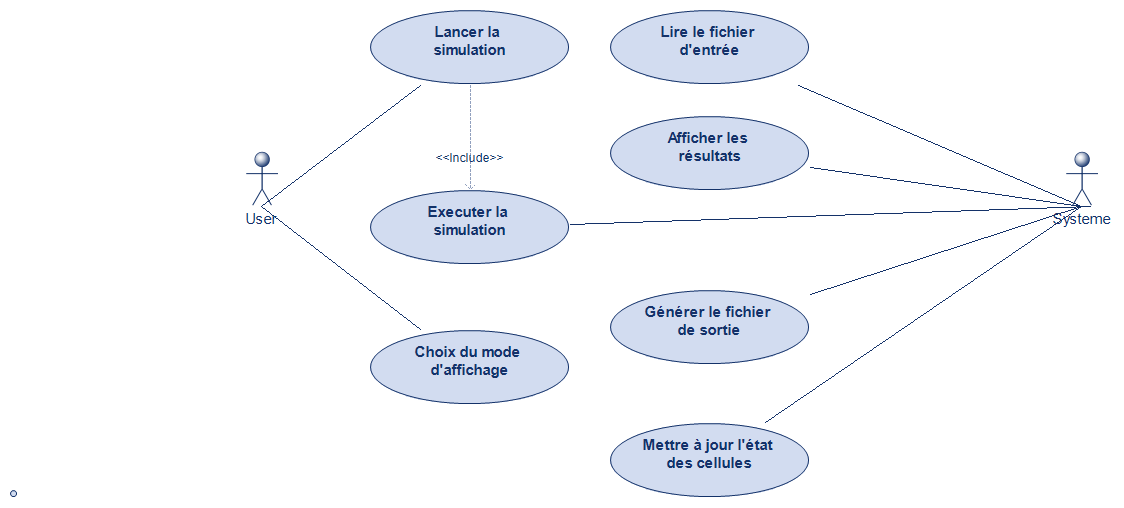 Lancer la
simulation
Lire le fichier
d'entrée
Afficher les
résultats
<<Include>>
User
Executer la
simulation
Systeme
Générer le fichier
de sortie
Choix du mode
d'affichage
Mettre à jour l'état
des cellules